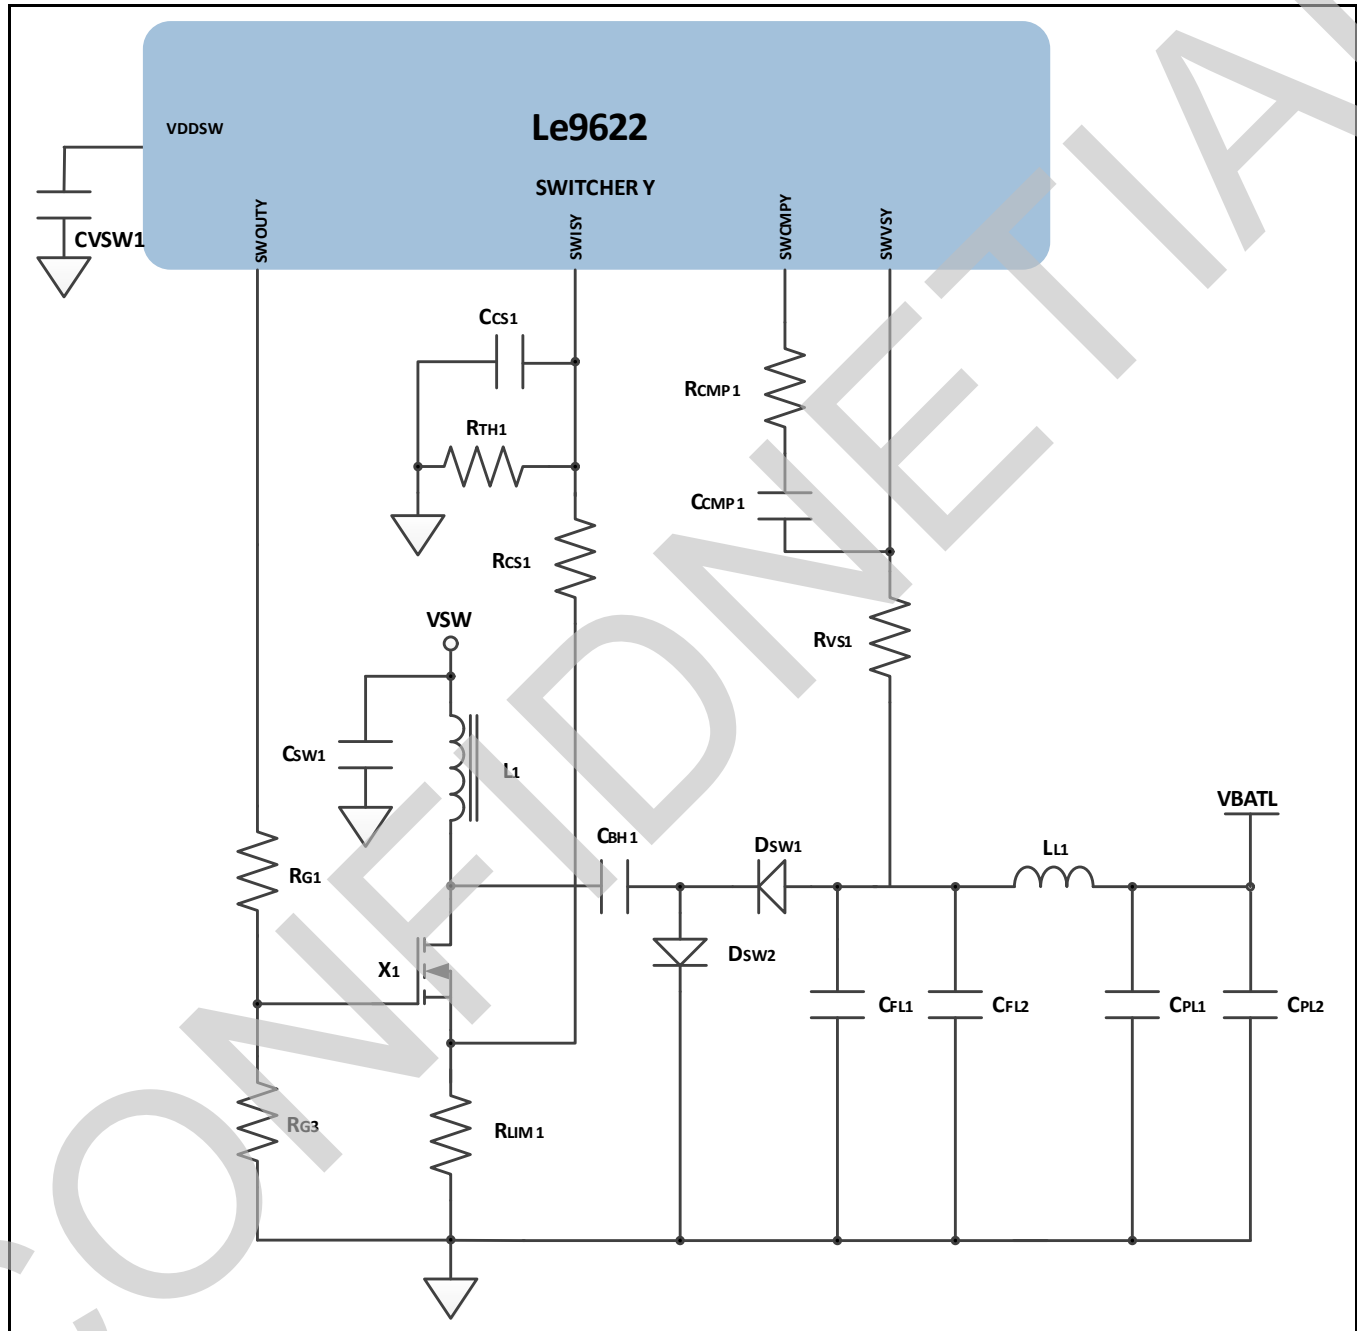 Le9622
VDDSW
SWITCHER Y
SWOUTY
SWISY
SWCMPY
SWVSY
CVSW1
CCS1
RTH1
RCMP1
CCMP1
RCS1
VSW
RVS1
CSW1
L1
VBATL
CBH1
DSW1
LL1
RG1
X1
DSW2
CFL1
CFL2
CPL1
CPL2
RG3
RLIM1
CONFIDNETIA